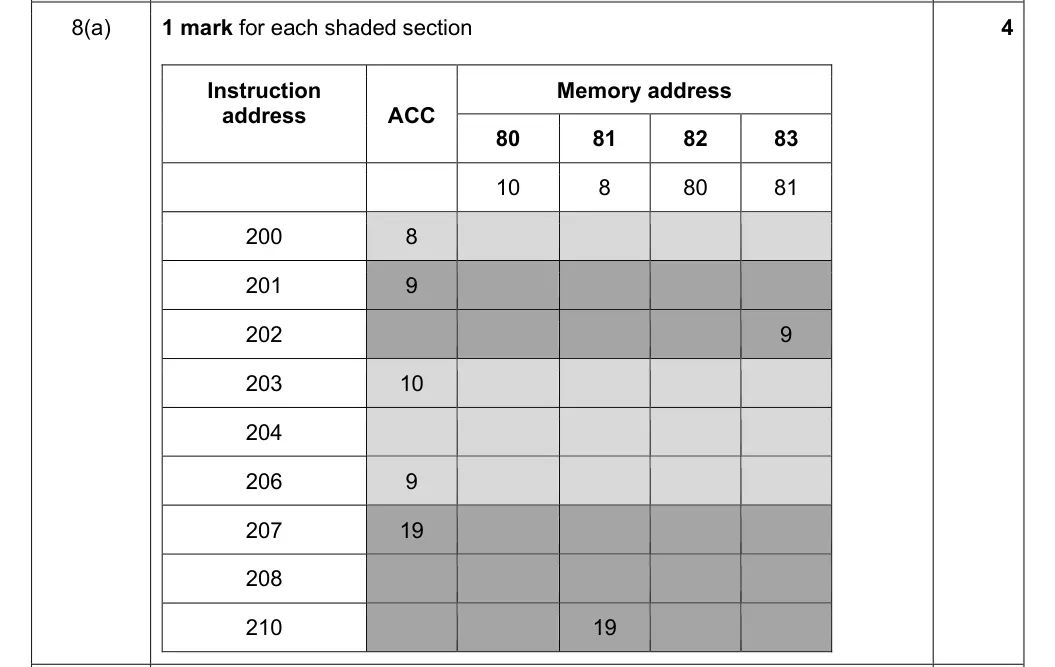 8(a) 1 mark for each shaded section 4
Instruction address ACC Memory address
80 81 82 83
10 8 80 81
200 8
201 9
202 9
203 10
204
206 9
207 19
208
210 19